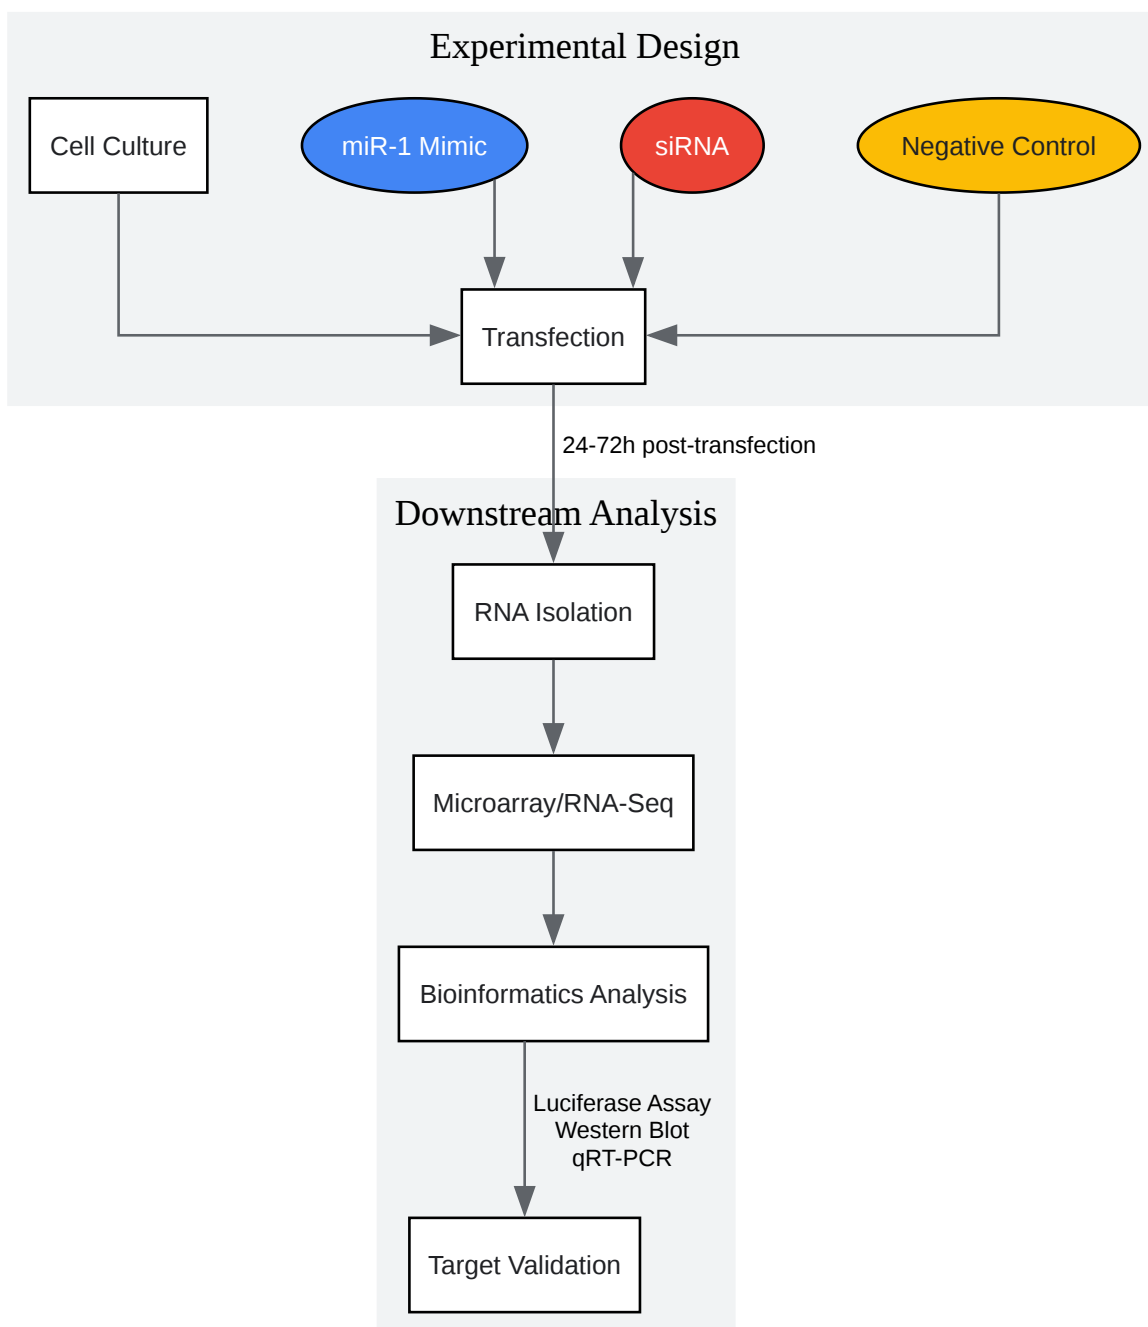 Experimental Design
Cell Culture
miR-1 Mimic
siRNA
Negative Control
Transfection
24-72h post-transfection
Downstream Analysis
RNA Isolation
Microarray/RNA-Seq
Bioinformatics Analysis
Luciferase Assay
Western Blot
qRT-PCR
Target Validation